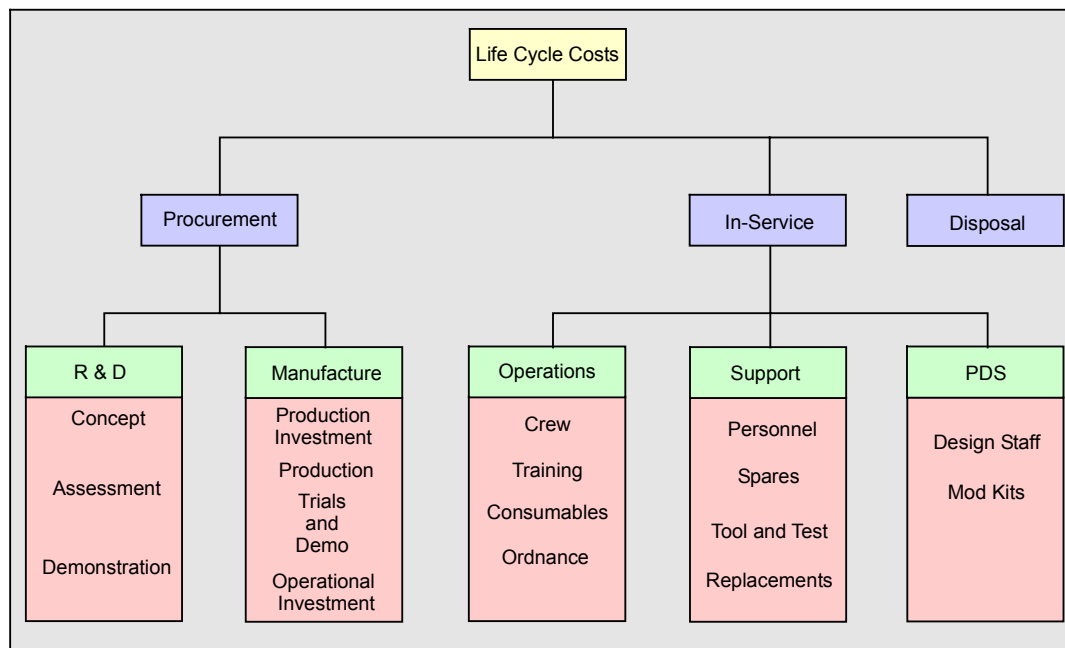 Life Cycle Costs
Procurement
In-Service
Disposal
R & D
Manufacture
Operations
Support
PDS
Concept
Assessment
Demonstration
Production
Investment
Production
Trials
and
Demo
Operational
Investment
Crew
Training
Consumables
Ordnance
Personnel
Spares
Tool and Test
Replacements
Design Staff
Mod Kits